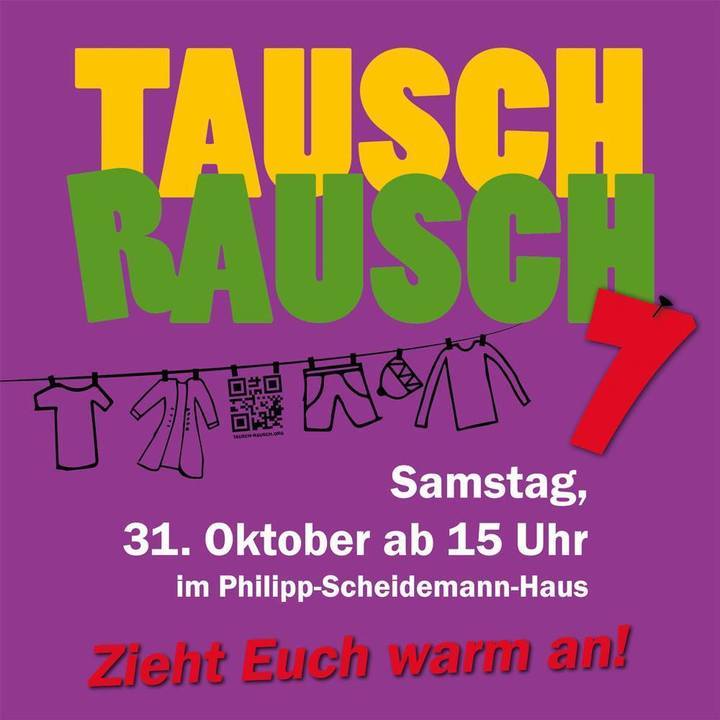 TAUSCH
RAUSCH
7
TAUSCH-RAUSCH.ORG
Samstag,
31. Oktober ab 15 Uhr
im Philipp-Scheidemann-Haus
Zieht Euch warm an!